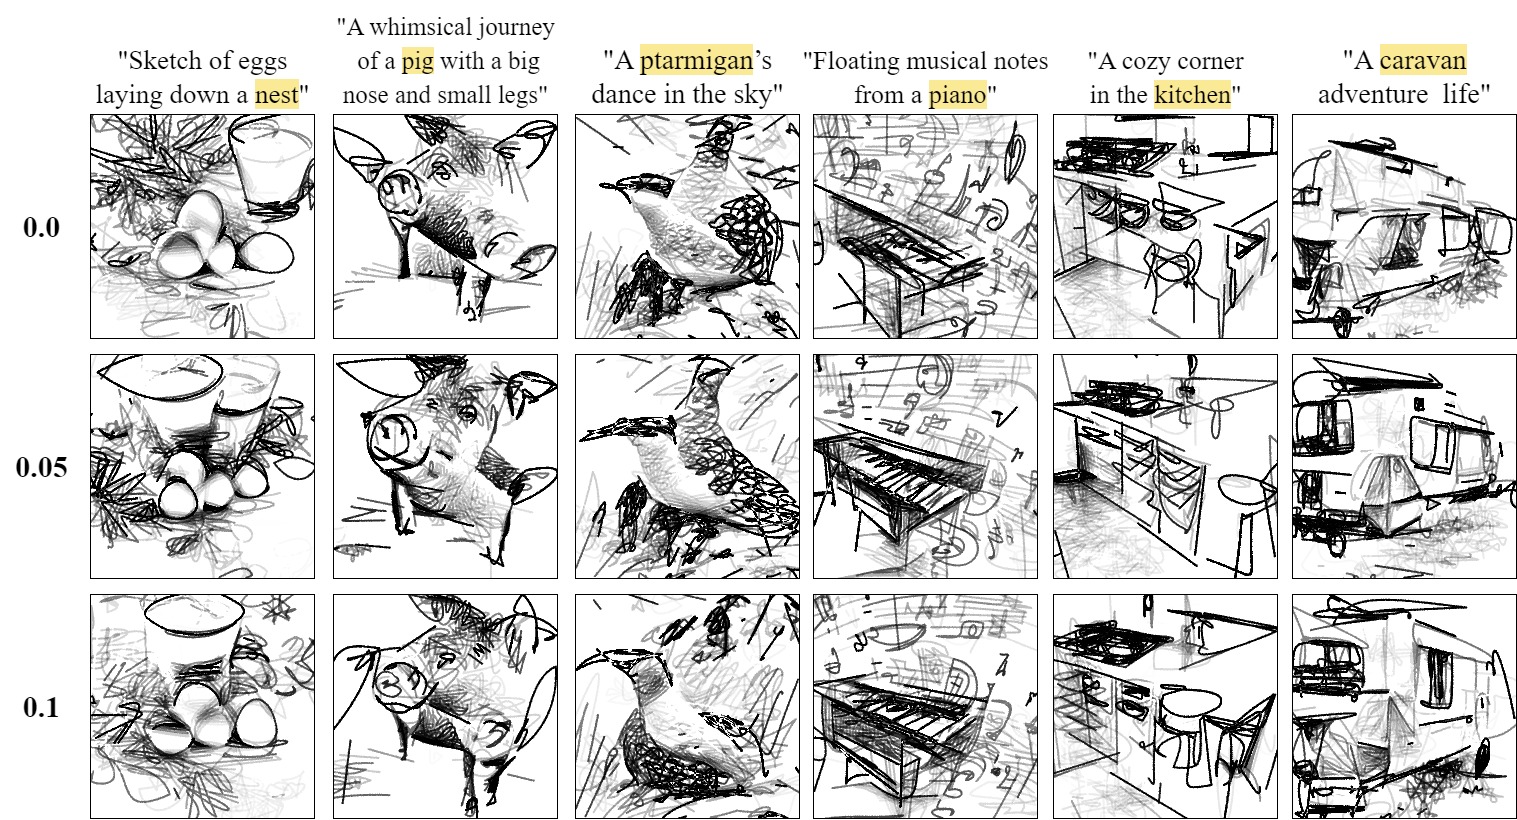 "Sketch of eggs
laying down a nest"
"A whimsical journey
of a pig with a big
nose and small legs"
"A ptarmigan’s
dance in the sky"
"Floating musical notes
from a piano"
"A cozy corner
in the kitchen"
"A caravan
adventure  life"
0.0
0.05
0.1